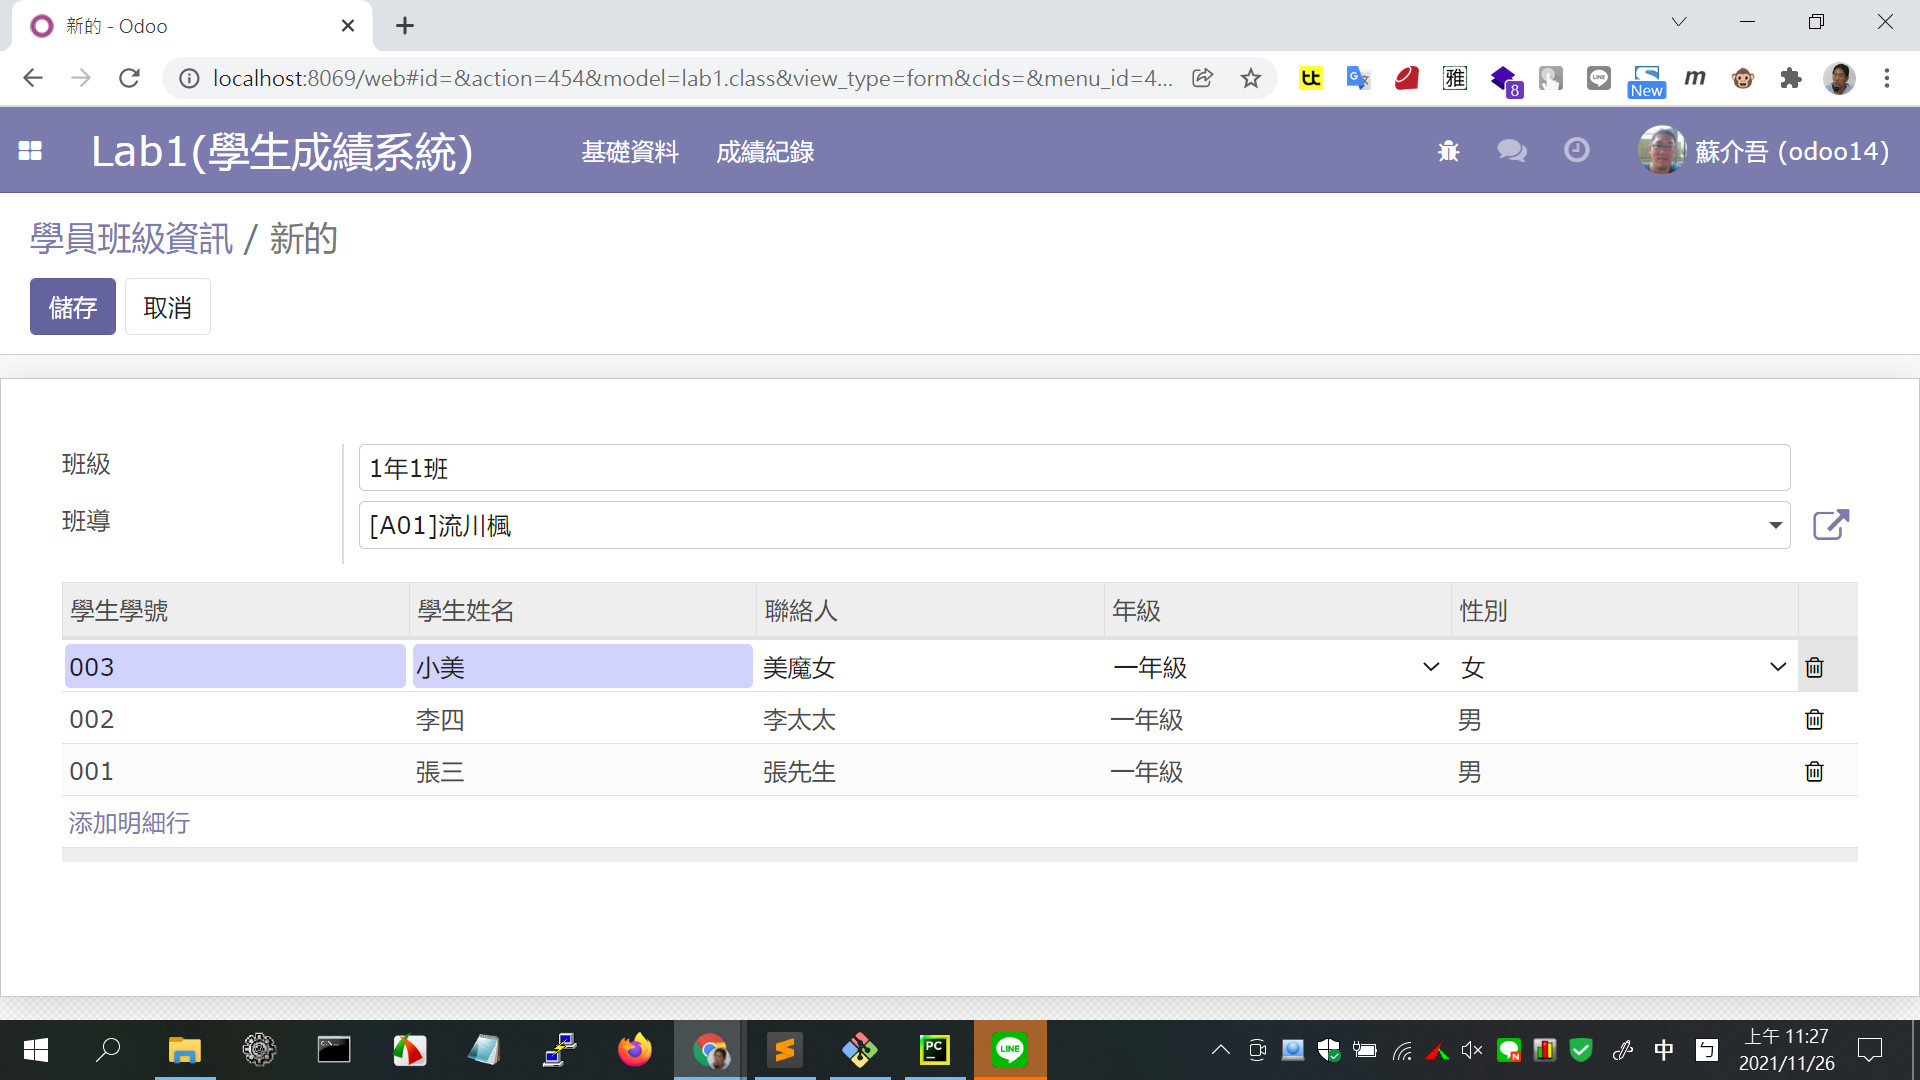 新的 - Odoo
localhost:8069/web#id=&action=454&model=lab1.class&view_type=form&cids=&menu_id=4...
tt
G
雅
8
LINE
New
m
Lab1(學生成績系統)
基礎資料
成績紀錄
蘇介吾 (odoo14)
學員班級資訊 / 新的
儲存
取消
班級
1年1班
班導
[A01]流川楓
學生學號 學生姓名 聯絡人 年級 性別
003 小美 美魔女 一年級 女
002 李四 李太太 一年級 男
001 張三 張先生 一年級 男
添加明細行
PC
LINE
N
中
ㄅ
上午 11:27
2021/11/26